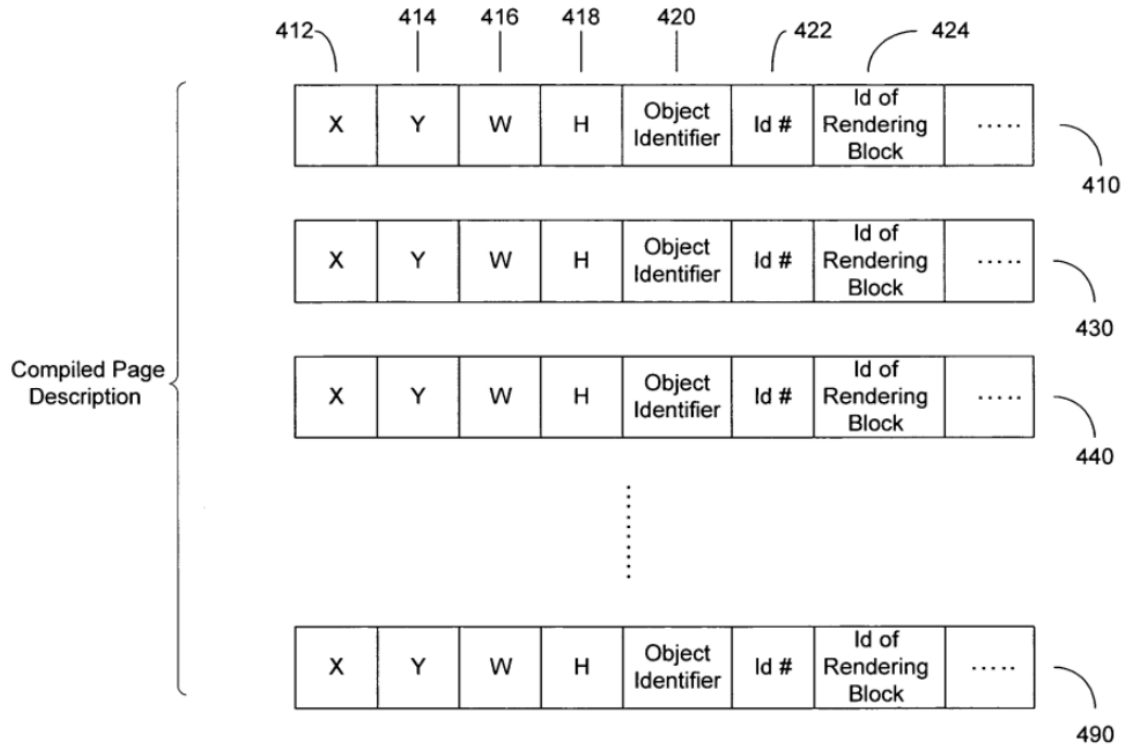 412 414 416 418 420 422 424
X Y W H Object Identifier Id # Id of Rendering Block .....
410
X Y W H Object Identifier Id # Id of Rendering Block .....
430
Compiled Page Description
X Y W H Object Identifier Id # Id of Rendering Block .....
440
X Y W H Object Identifier Id # Id of Rendering Block .....
490